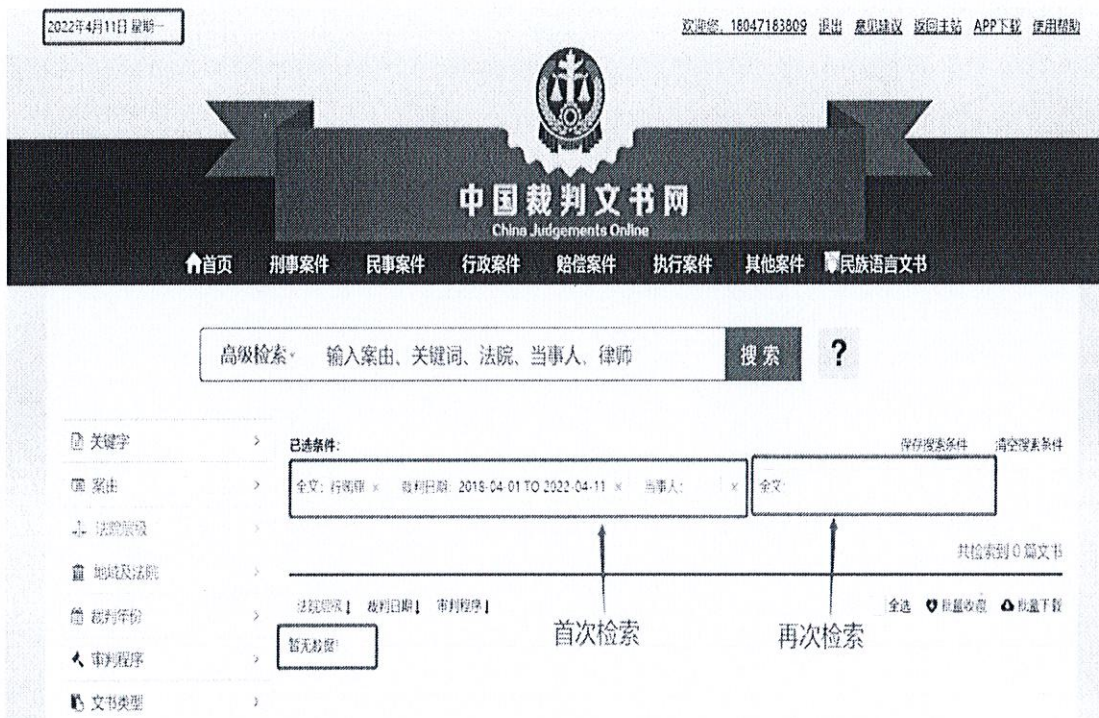 2022年4月11日 星期一
欢迎您，18047183809 退出 意见建议 返回主站 APP下载 使用帮助
中国裁判文书网
China Judgements Online
首页 刑事案件 民事案件 行政案件 赔偿案件 执行案件 其他案件 民族语言文书
高级检索 输入案由、关键词、法院、当事人、律师 搜索 ?
关键字 >
已选条件: 保存搜索条件 清空搜索条件
案由 >
全文: 行贿罪 × 裁判日期: 2018-04-01 TO 2022-04-11 × 当事人: × 全文:
法院层级 >
共检索到 0 篇文书
地域及法院 >
法院层级↓ 裁判日期↓ 审判程序↓ 全选 批量收藏 批量下载
裁判年份 >
首次检索 再次检索
暂无数据!
审判程序 >
文书类型 >